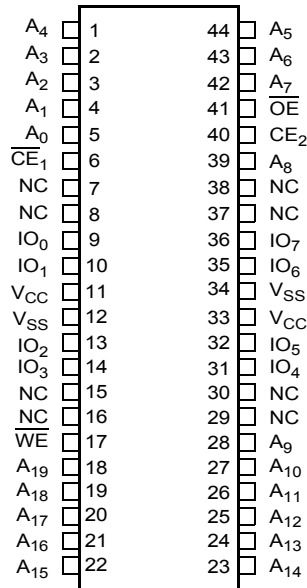 A4 1 44 A5
A3 2 43 A6
A2 3 42 A7
A1 4 41 O̅E̅
A0 5 40 CE2
C̅E̅1 6 39 A8
NC 7 38 NC
NC 8 37 NC
IO0 9 36 IO7
IO1 10 35 IO6
VCC 11 34 VSS
VSS 12 33 VCC
IO2 13 32 IO5
IO3 14 31 IO4
NC 15 30 NC
NC 16 29 NC
W̅E̅ 17 28 A9
A19 18 27 A10
A18 19 26 A11
A17 20 25 A12
A16 21 24 A13
A15 22 23 A14